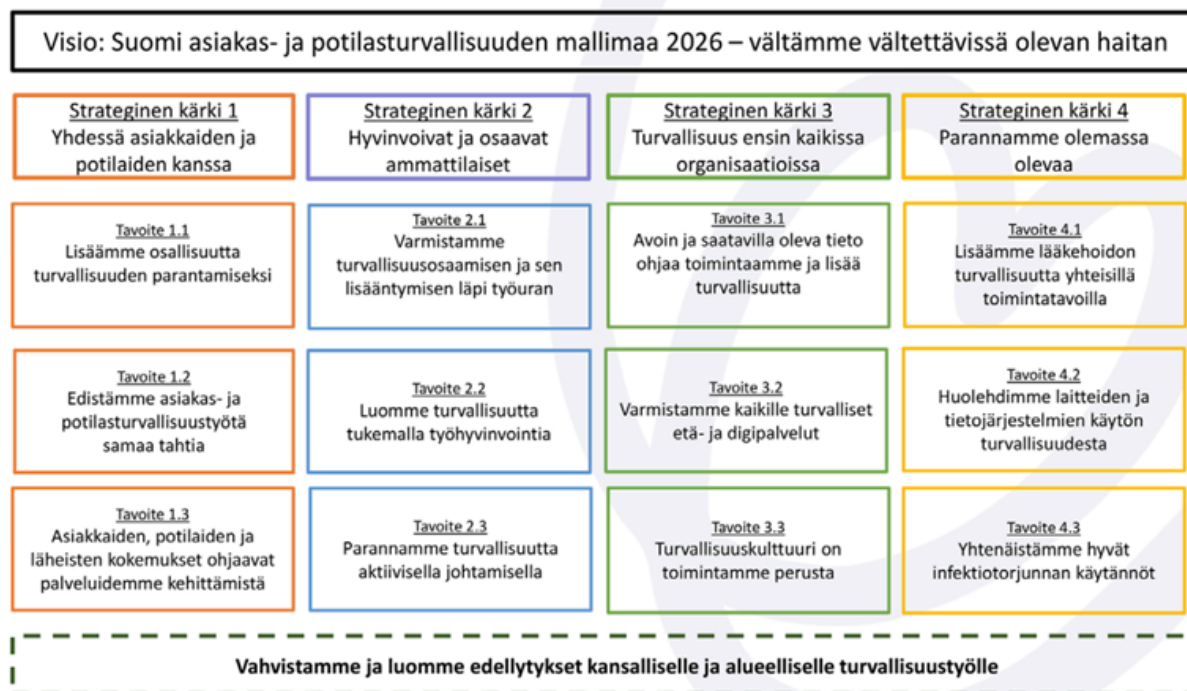 Visio: Suomi asiakas- ja potilasturvallisuuden mallimaa 2026 – vältämme vältettävissä olevan haitan
Strateginen kärki 1
Yhdessä asiakkaiden ja
potilaiden kanssa
Strateginen kärki 2
Hyvinvoivat ja osaavat
ammattilaiset
Strateginen kärki 3
Turvallisuus ensin kaikissa
organisaatioissa
Strateginen kärki 4
Parannamme olemassa
olevaa
Tavoite 1.1
Lisäämme osallisuutta
turvallisuuden parantamiseksi
Tavoite 2.1
Varmistamme
turvallisuusosaamisen ja sen
lisääntymisen läpi työuran
Tavoite 3.1
Avoin ja saatavilla oleva tieto
ohjaa toimintaamme ja lisää
turvallisuutta
Tavoite 4.1
Lisäämme lääkehoidon
turvallisuutta yhteisillä
toimintatavoilla
Tavoite 1.2
Edistämme asiakas- ja
potilasturvallisuustyötä
samaa tahtia
Tavoite 2.2
Luomme turvallisuutta
tukemalla työhyvinvointia
Tavoite 3.2
Varmistamme kaikille turvalliset
etä- ja digipalvelut
Tavoite 4.2
Huolehdimme laitteiden ja
tietojärjestelmien käytön
turvallisuudesta
Tavoite 1.3
Asiakkaiden, potilaiden ja
läheisten kokemukset ohjaavat
palveluidemme kehittämistä
Tavoite 2.3
Parannamme turvallisuutta
aktiivisella johtamisella
Tavoite 3.3
Turvallisuuskulttuuri on
toimintamme perusta
Tavoite 4.3
Yhtenäistämme hyvät
infektiotorjunnan käytännöt
Vahvistamme ja luomme edellytykset kansalliselle ja alueelliselle turvallisuustyölle